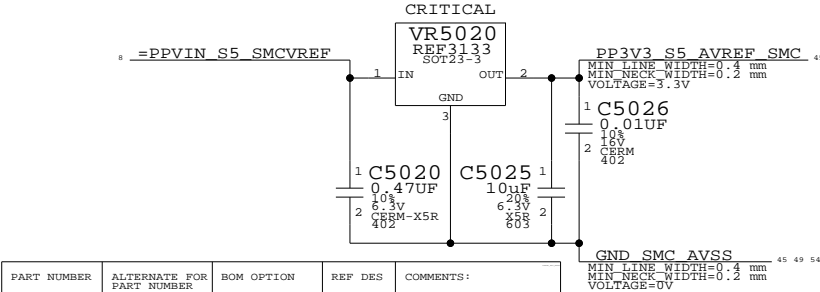 CRITICAL
VR5020
REF3133
SOT23-3
8 =PPVIN_S5_SMCVREF
PP3V3_S5_AVREF_SMC
MIN_LINE_WIDTH=0.4 mm
MIN_NECK_WIDTH=0.2 mm
VOLTAGE=3.3V
1 IN OUT 2
GND
3
1 C5026
0.01UF
10%
16V
2 CERM
402
1 C5020
0.47UF
10%
6.3V
2 CERM-X5R
402
C5025 1
10uF
20%
6.3V
X5R 2
603
GND_SMC_AVSS 45 49 54
MIN_LINE_WIDTH=0.4 mm
MIN_NECK_WIDTH=0.2 mm
VOLTAGE=0V
PART NUMBER ALTERNATE FOR PART NUMBER BOM OPTION REF DES COMMENTS: